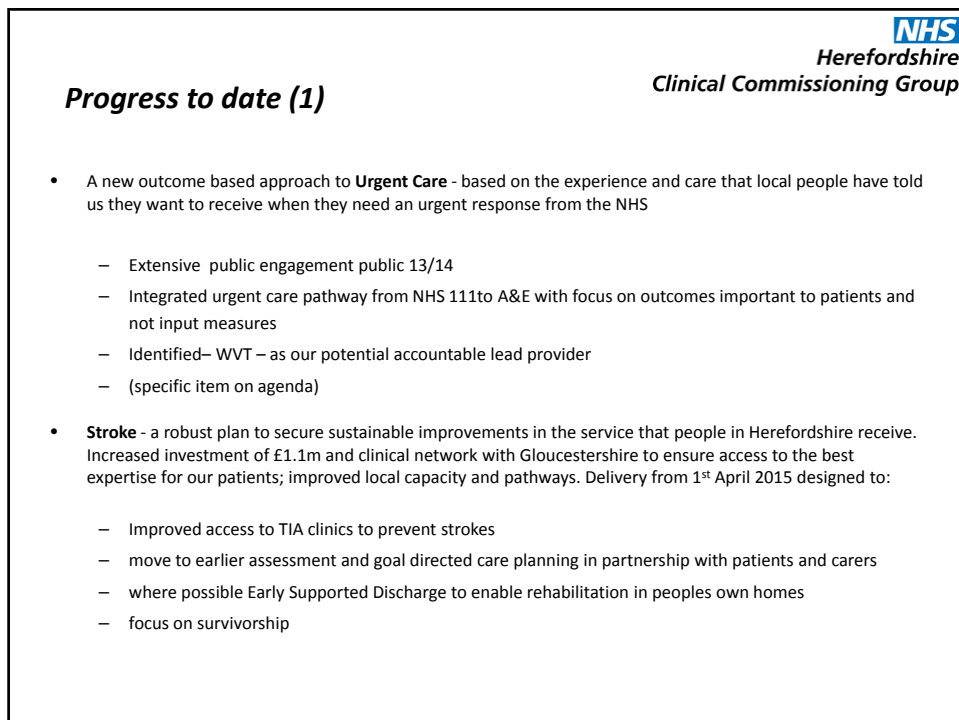 NHS
Herefordshire
Clinical Commissioning Group
Progress to date (1)
• A new outcome based approach to Urgent Care - based on the experience and care that local people have told
us they want to receive when they need an urgent response from the NHS
– Extensive public engagement public 13/14
– Integrated urgent care pathway from NHS 111to A&E with focus on outcomes important to patients and
not input measures
– Identified– WVT – as our potential accountable lead provider
– (specific item on agenda)
• Stroke - a robust plan to secure sustainable improvements in the service that people in Herefordshire receive.
Increased investment of £1.1m and clinical network with Gloucestershire to ensure access to the best
expertise for our patients; improved local capacity and pathways. Delivery from 1st April 2015 designed to:
– Improved access to TIA clinics to prevent strokes
– move to earlier assessment and goal directed care planning in partnership with patients and carers
– where possible Early Supported Discharge to enable rehabilitation in peoples own homes
– focus on survivorship